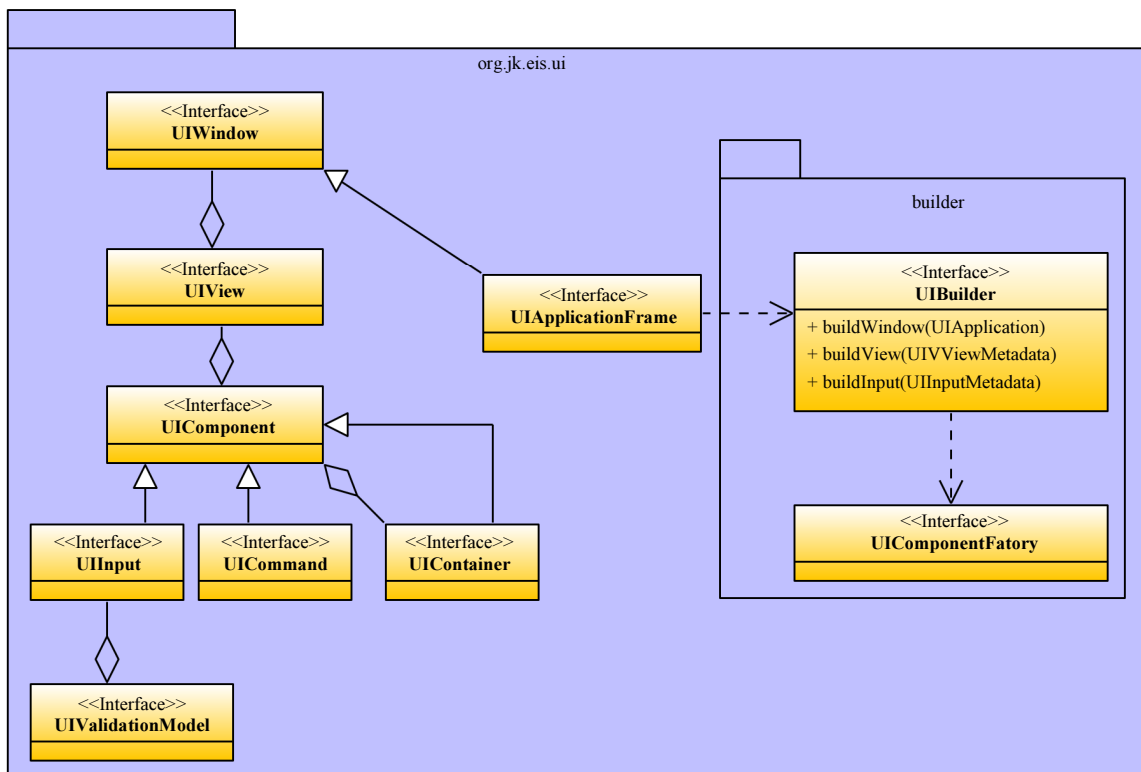 org.jk.eis.ui
<<Interface>>
UIWindow
builder
<<Interface>>
UIView
<<Interface>>
UIApplicationFrame
<<Interface>>
UIBuilder
+ buildWindow(UIApplication)
+ buildView(UIVViewMetadata)
+ buildInput(UIInputMetadata)
<<Interface>>
UIComponent
<<Interface>>
UIInput
<<Interface>>
UICommand
<<Interface>>
UIContainer
<<Interface>>
UIComponentFatory
<<Interface>>
UIValidationModel